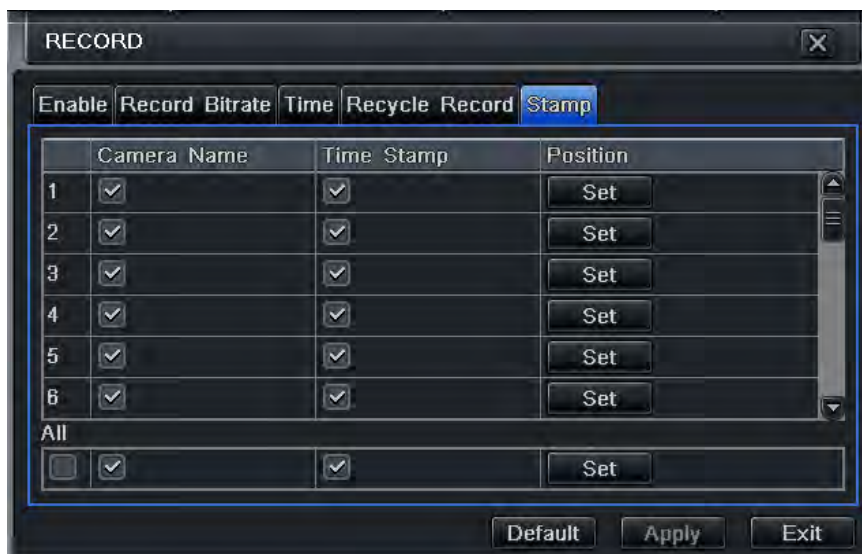 RECORD
Enable Record Bitrate Time Recycle Record Stamp
Camera Name Time Stamp Position
1 Set
2 Set
3 Set
4 Set
5 Set
6 Set
All
Set
Default Apply Exit